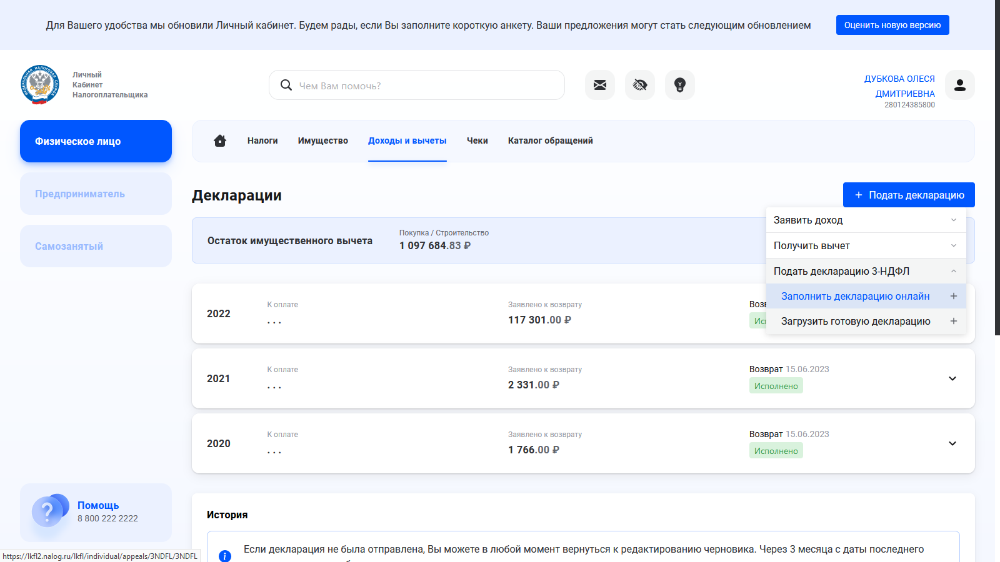 Для Вашего удобства мы обновили Личный кабинет. Будем рады, если Вы заполните короткую анкету. Ваши предложения могут стать следующим обновлением
Оценить новую версию
ФЕДЕРАЛЬНАЯ НАЛОГОВАЯ СЛУЖБА
Личный
Кабинет
Налогоплательщика
Чем Вам помочь?
ДУБКОВА ОЛЕСЯ
ДМИТРИЕВНА
280124385800
Физическое лицо
Предприниматель
Самозанятый
Налоги
Имущество
Доходы и вычеты
Чеки
Каталог обращений
Декларации
+ Подать декларацию
Заявить доход
Получить вычет
Подать декларацию 3-НДФЛ
Заполнить декларацию онлайн +
Загрузить готовую декларацию +
Остаток имущественного вычета
Покупка / Строительство
1 097 684.83 ₽
2022
К оплате
...
Заявлено к возврату
117 301.00 ₽
2021
К оплате
...
Заявлено к возврату
2 331.00 ₽
Возврат 15.06.2023
Исполнено
2020
К оплате
...
Заявлено к возврату
1 766.00 ₽
Возврат 15.06.2023
Исполнено
История
Если декларация не была отправлена, Вы можете в любой момент вернуться к редактированию черновика. Через 3 месяца с даты последнего
Помощь
8 800 222 2222
https://lkfl2.nalog.ru/lkfl/individual/appeals/3NDFL/3NDFL